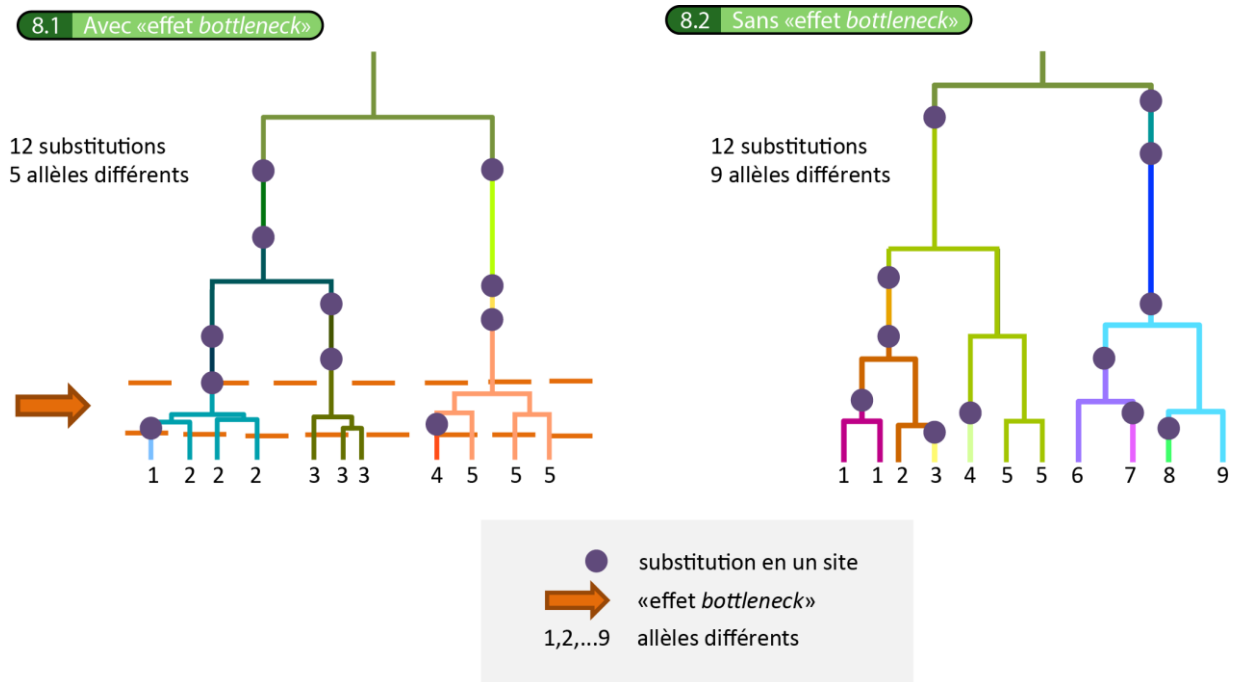 8.1 Avec «effet bottleneck»
8.2 Sans «effet bottleneck»
12 substitutions
5 allèles différents
12 substitutions
9 allèles différents
1 2 2 2 3 3 3 4 5 5 5
1 1 2 3 4 5 5 6 7 8 9
substitution en un site
«effet bottleneck»
1,2,...9 allèles différents